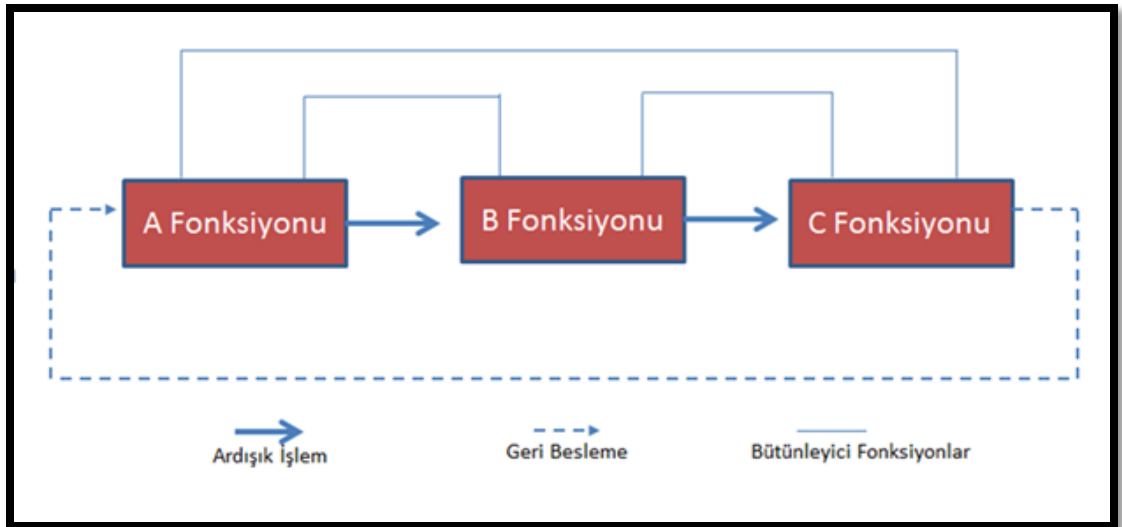 A Fonksiyonu
B Fonksiyonu
C Fonksiyonu
Ardışık İşlem
Geri Besleme
Bütünleyici Fonksiyonlar